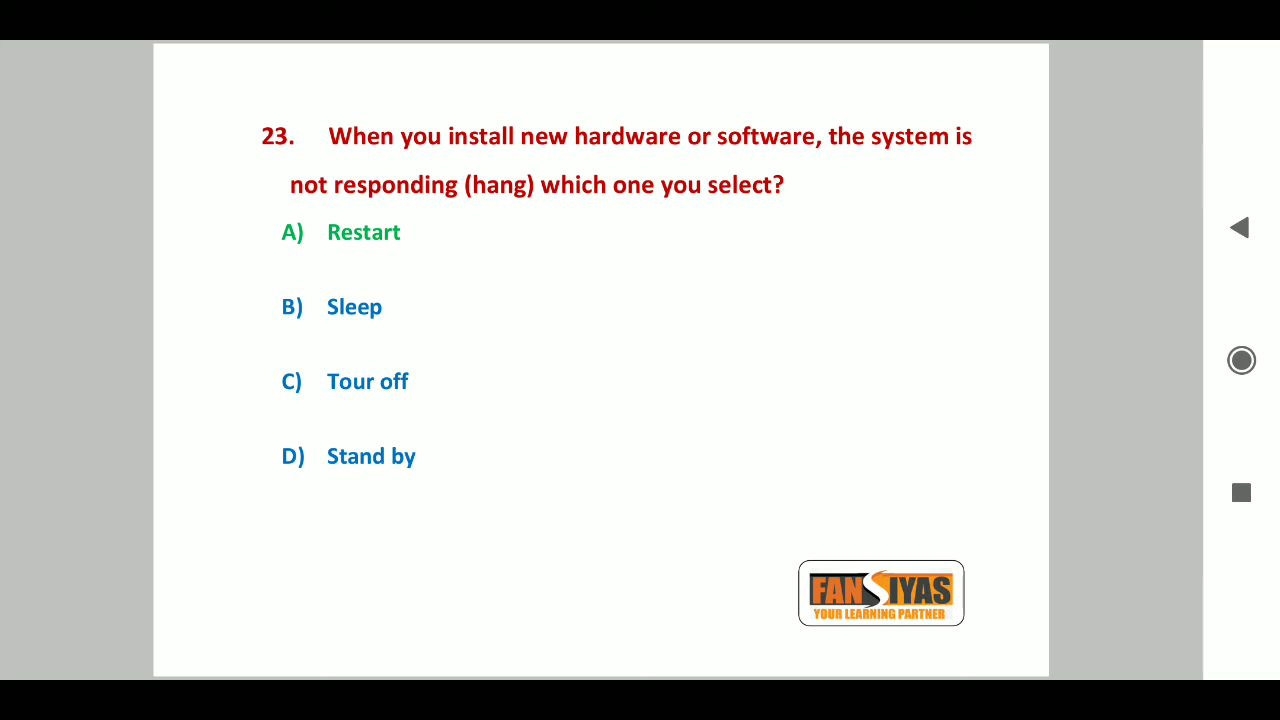 23. When you install new hardware or software, the system is
not responding (hang) which one you select?
A) Restart
B) Sleep
C) Tour off
D) Stand by
FANSIYAS
YOUR LEARNING PARTNER